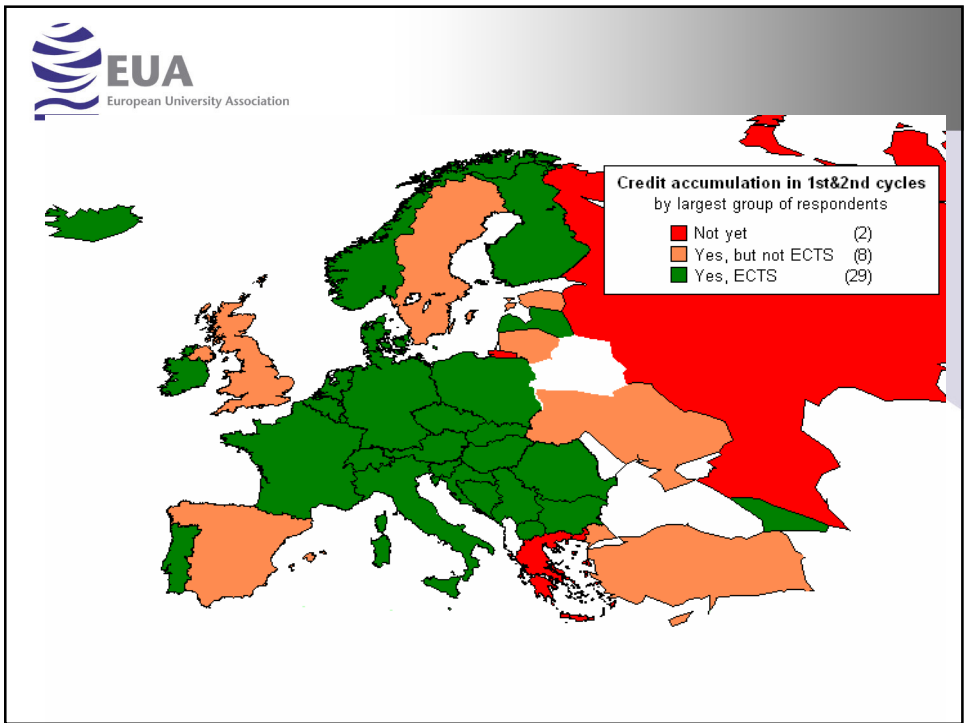 EUA
European University Association
Credit accumulation in 1st&2nd cycles
by largest group of respondents
Not yet (2)
Yes, but not ECTS (8)
Yes, ECTS (29)